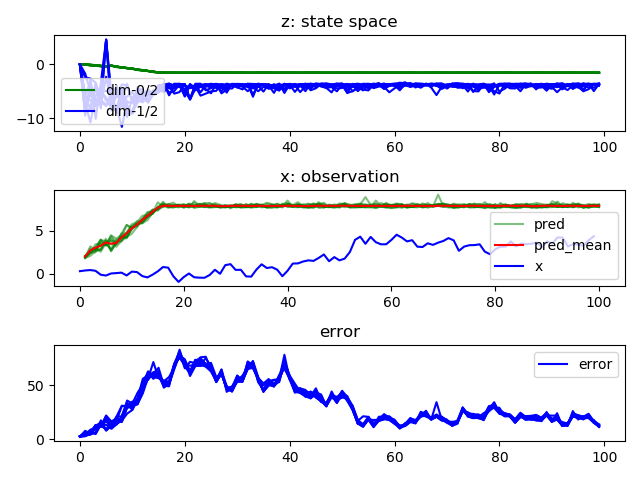 z: state space
0
−10
dim-0/2
dim-1/2
0 20 40 60 80 100
x: observation
5
0
pred
pred_mean
x
0 20 40 60 80 100
error
50
0
error
0 20 40 60 80 100